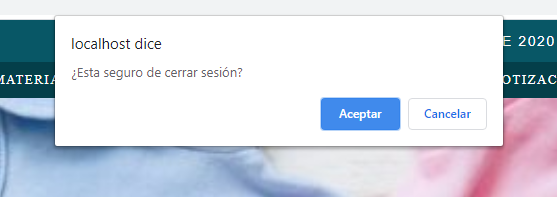 localhost dice
¿Esta seguro de cerrar sesión?
Aceptar
Cancelar
E 2020
MATERIA
OTIZAC